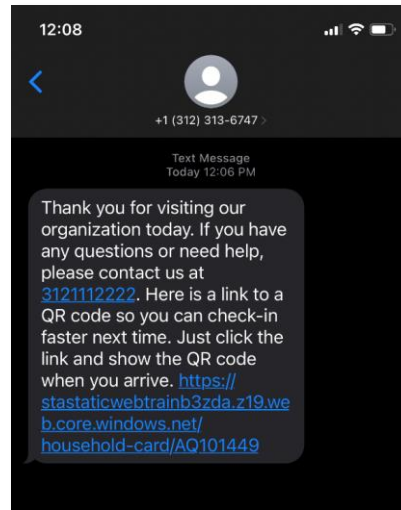 12:08
+1 (312) 313-6747
Text Message
Today 12:06 PM
Thank you for visiting our
organization today. If you have
any questions or need help,
please contact us at
3121112222. Here is a link to a
QR code so you can check-in
faster next time. Just click the
link and show the QR code
when you arrive. https://
stastaticwebtrainb3zda.z19.we
b.core.windows.net/
household-card/AQ101449